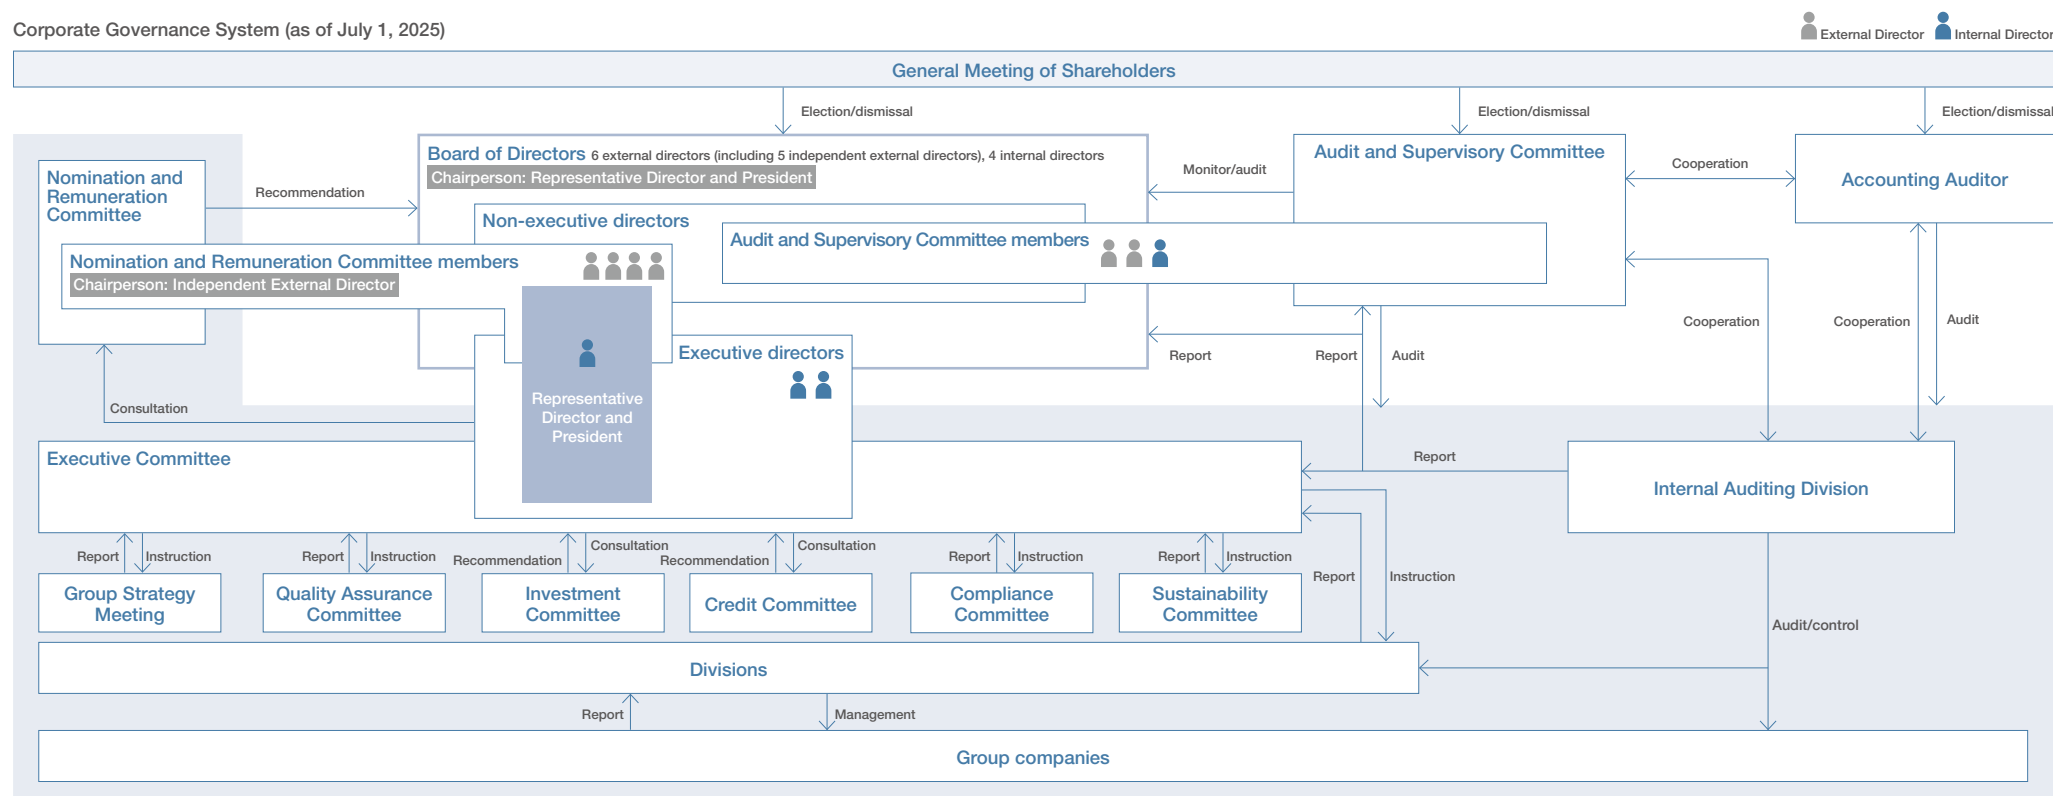 Corporate Governance System (as of July 1, 2025)
External Director
Internal Director
General Meeting of Shareholders
Election/dismissal
Election/dismissal
Election/dismissal
Nomination and
Remuneration
Committee
Recommendation
Board of Directors 6 external directors (including 5 independent external directors), 4 internal directors
Chairperson: Representative Director and President
Monitor/audit
Audit and Supervisory Committee
Cooperation
Accounting Auditor
Non-executive directors
Audit and Supervisory Committee members
Nomination and Remuneration Committee members
Chairperson: Independent External Director
Executive directors
Representative
Director and
President
Report
Report
Audit
Cooperation
Cooperation
Audit
Consultation
Executive Committee
Report
Internal Auditing Division
Report
Instruction
Report
Instruction
Recommendation
Consultation
Recommendation
Consultation
Report
Instruction
Report
Instruction
Report
Instruction
Group Strategy
Meeting
Quality Assurance
Committee
Investment
Committee
Credit Committee
Compliance
Committee
Sustainability
Committee
Audit/control
Divisions
Report
Management
Group companies